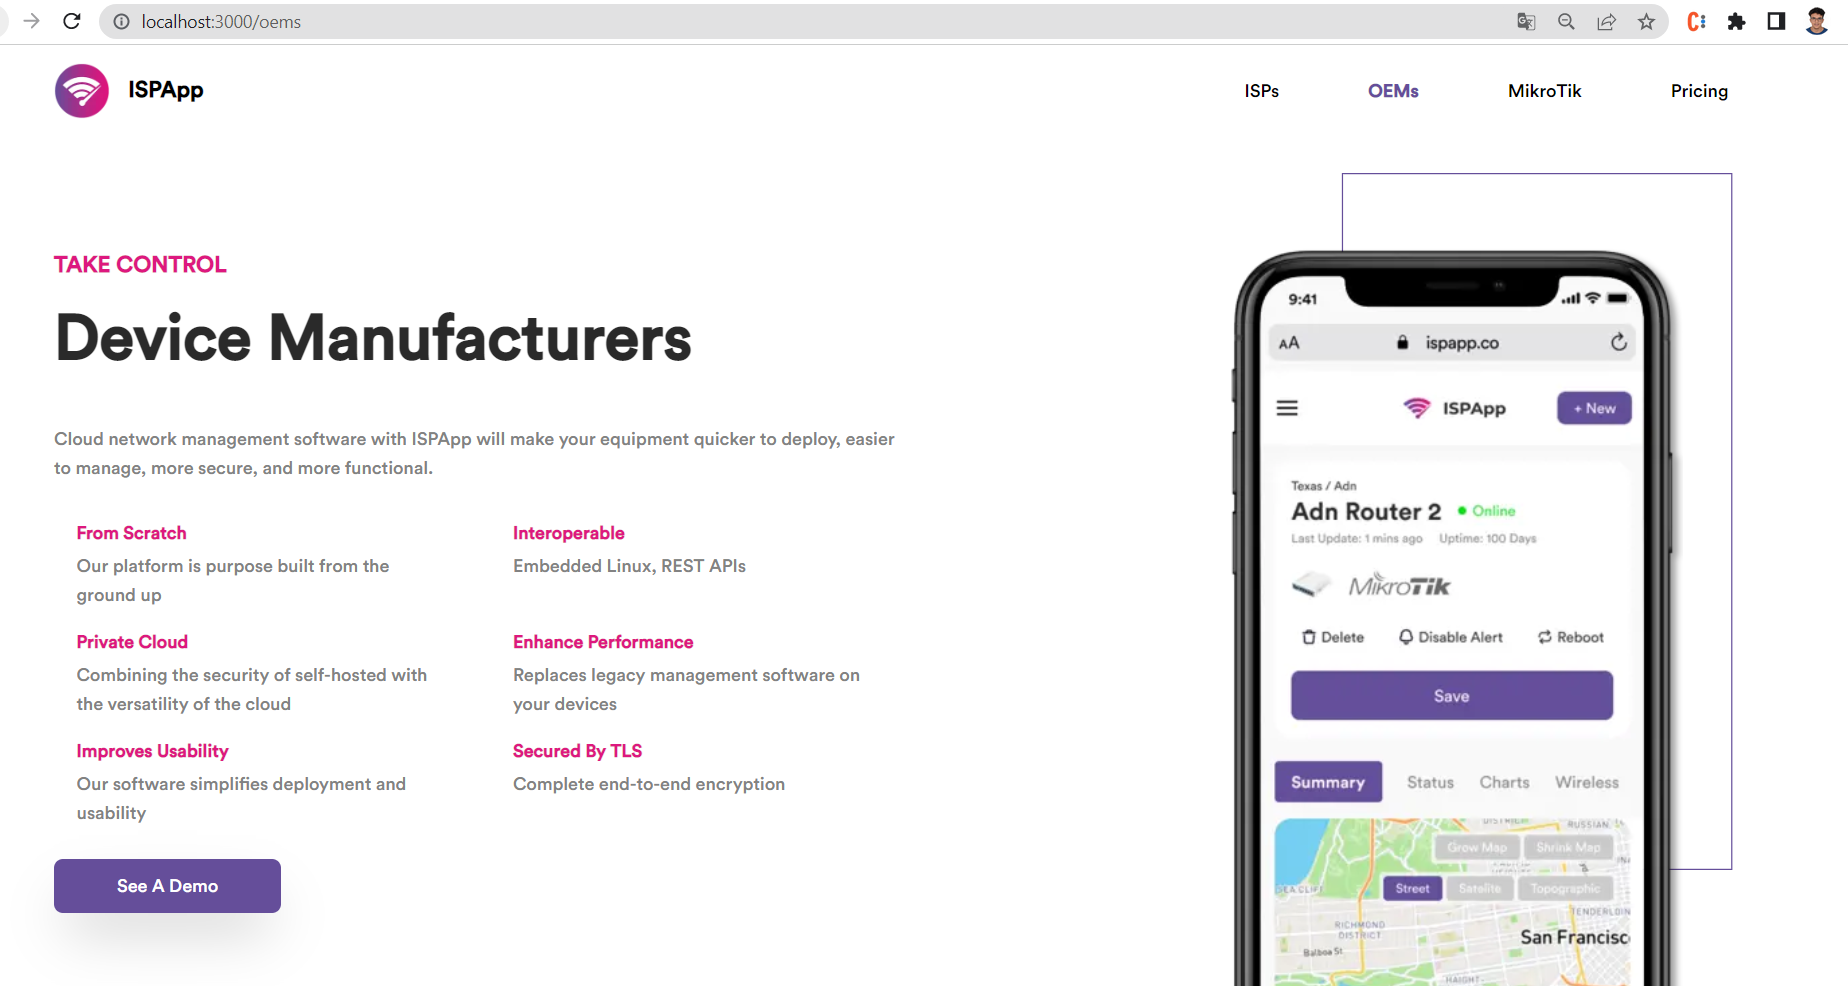 localhost:3000/oems
ISPApp
ISPs
OEMs
MikroTik
Pricing
TAKE CONTROL
Device Manufacturers
Cloud network management software with ISPApp will make your equipment quicker to deploy, easier
to manage, more secure, and more functional.
From Scratch
Our platform is purpose built from the
ground up
Interoperable
Embedded Linux, REST APIs
Private Cloud
Combining the security of self-hosted with
the versatility of the cloud
Enhance Performance
Replaces legacy management software on
your devices
Improves Usability
Our software simplifies deployment and
usability
Secured By TLS
Complete end-to-end encryption
See A Demo
9:41
AA
ispapp.co
ISPApp
+ New
Texas / Adn
Adn Router 2
Online
Last Update: 1 mins ago Uptime: 100 Days
MikroTik
Delete
Disable Alert
Reboot
Save
Summary
Status
Charts
Wireless
DISTRICT
RUSSIAN
Grow Map
Shrink Map
SEA CLIFF
Street
Satelite
Topographic
TENDERLOIN
RICHMOND
DISTRICT
San Francisc
Balboa St
HAIGHT-